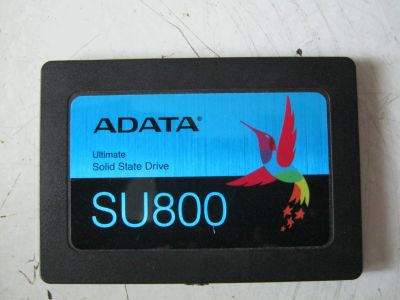 ADATA®
Ultimate
Solid State Drive
SU800